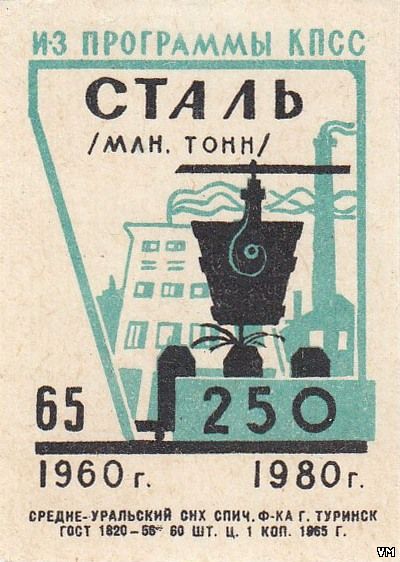 ИЗ ПРОГРАММЫ КПСС
СТАЛЬ
/МЛН. ТОНН/
65 250
1960 г. 1980 г.
СРЕДНЕ-УРАЛЬСКИЙ СНХ СПИЧ. Ф-КА Г. ТУРИНСК
ГОСТ 1820-56 60 ШТ. Ц. 1 КОП. 1965 Г.
VM